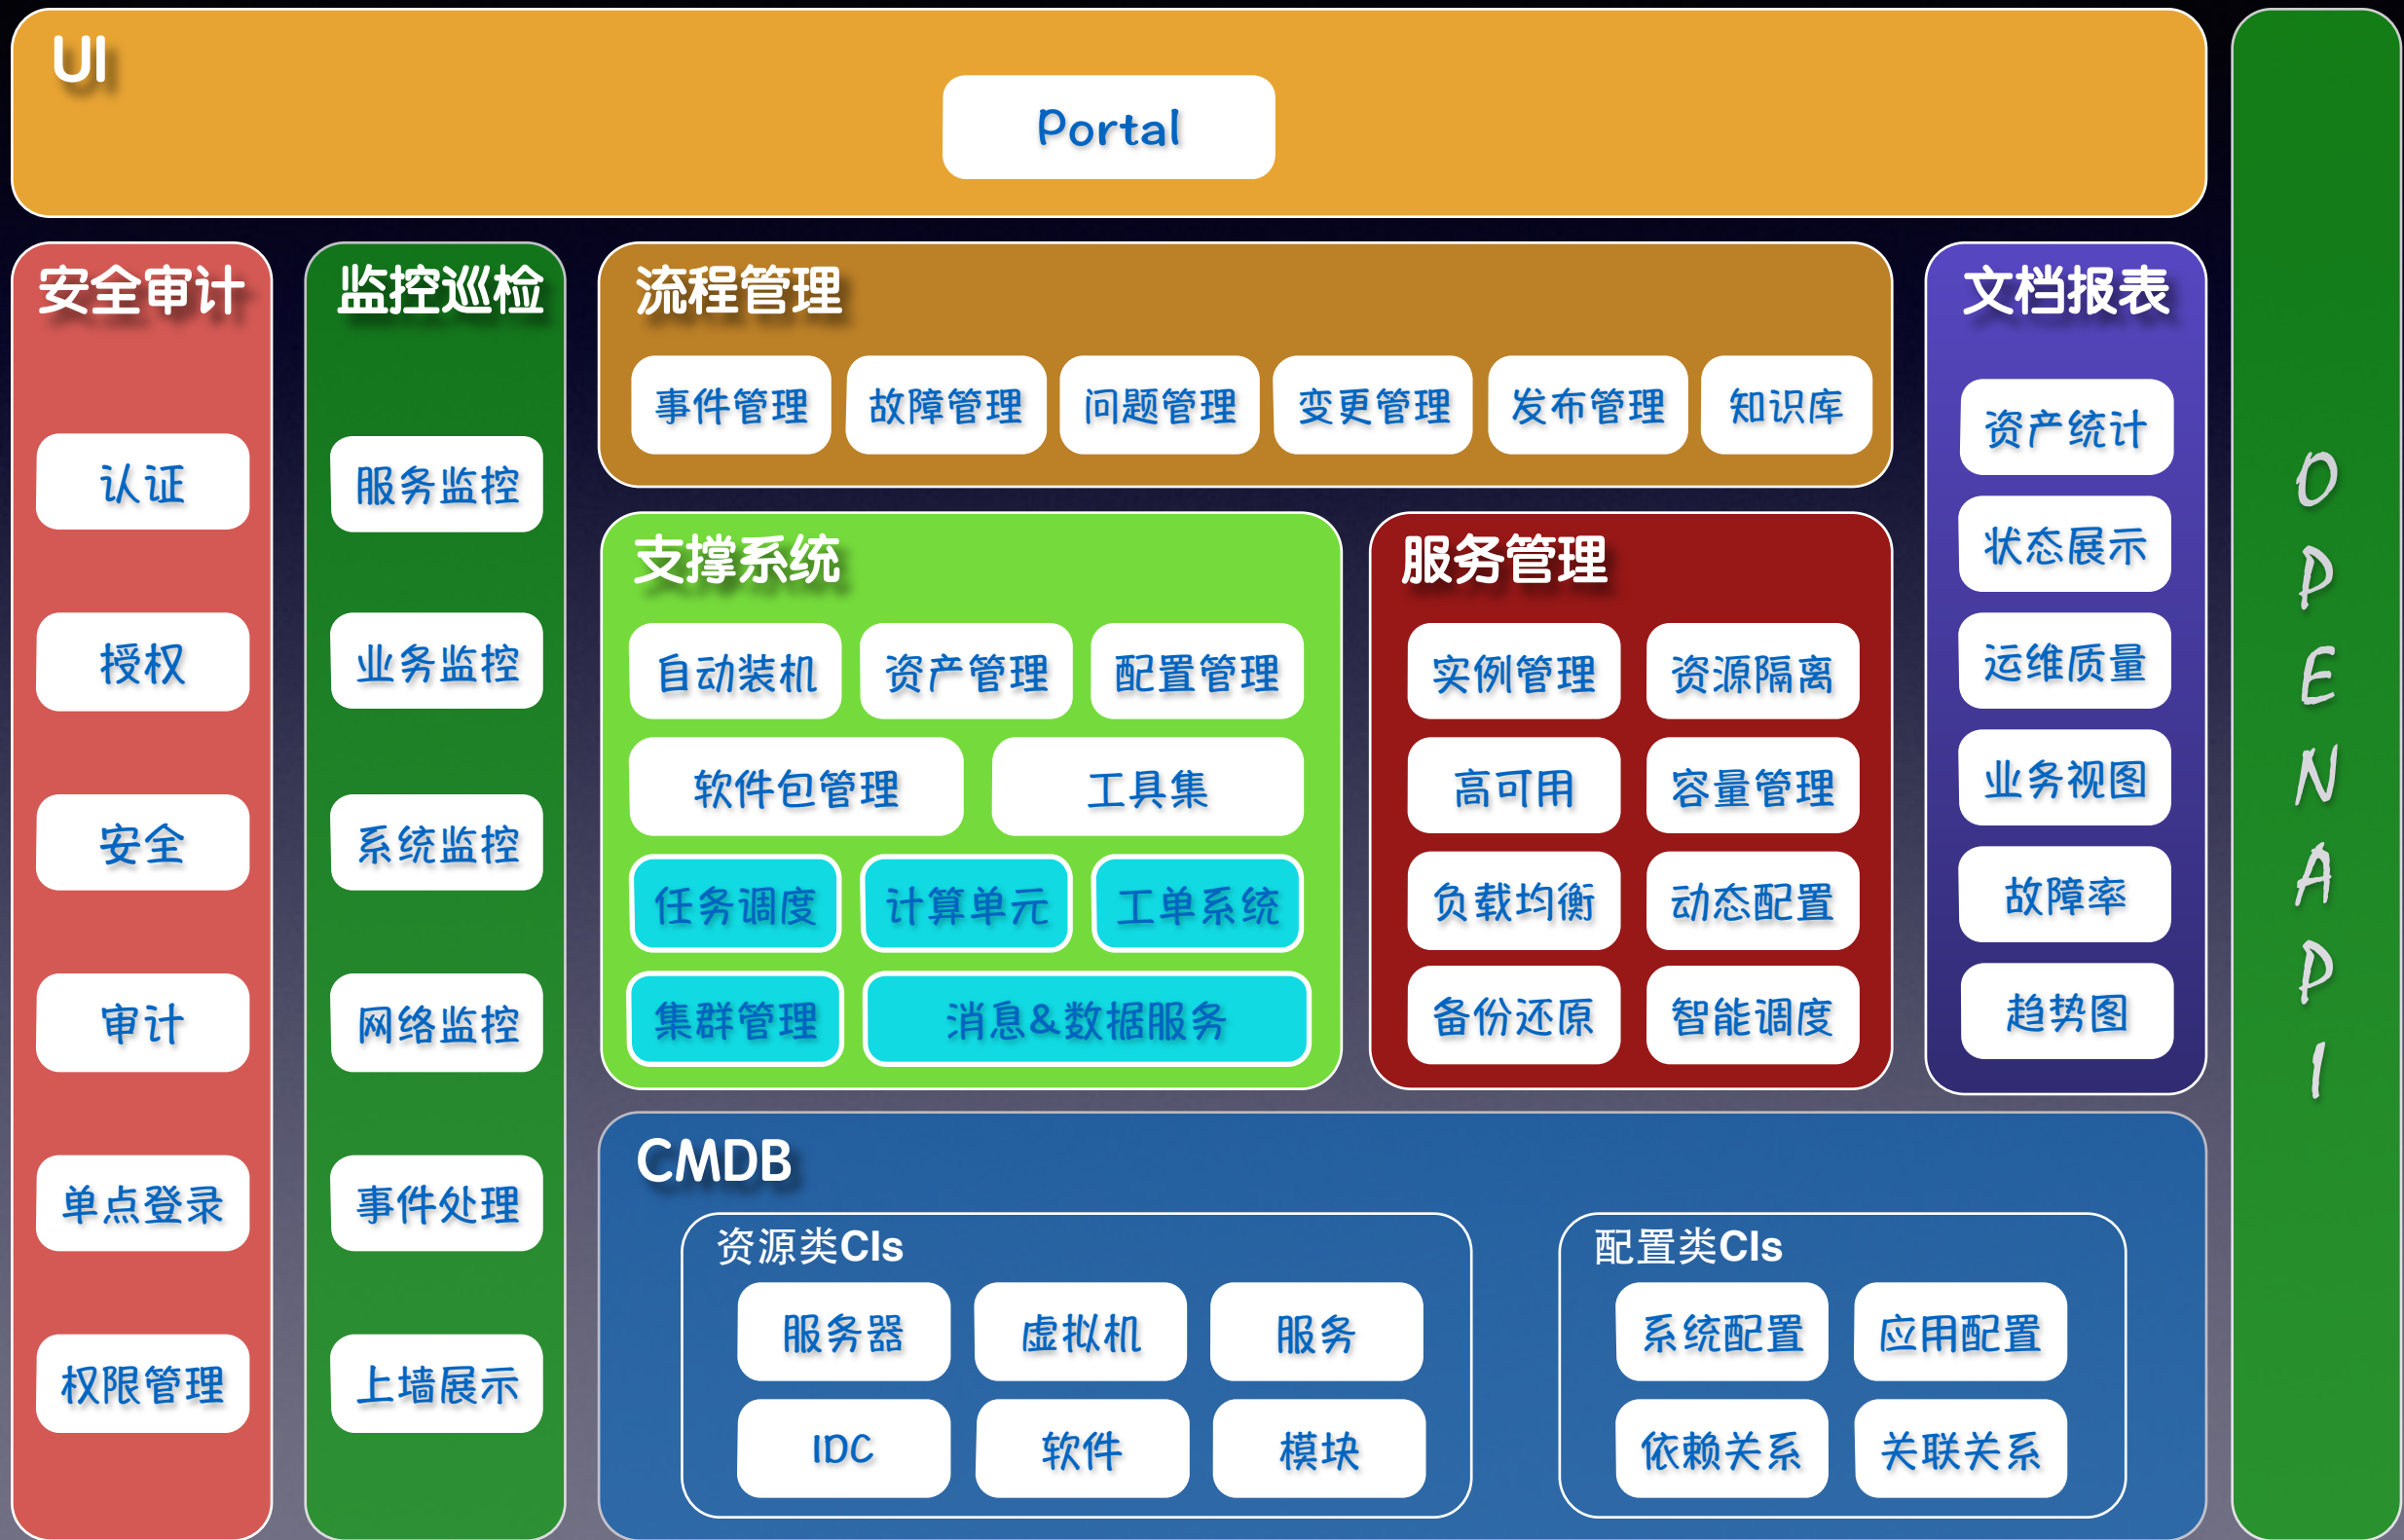 UI
Portal
安全审计
认证
授权
安全
审计
单点登录
权限管理
监控巡检
服务监控
业务监控
系统监控
网络监控
事件处理
上墙展示
流程管理
事件管理
故障管理
问题管理
变更管理
发布管理
知识库
支撑系统
自动装机
资产管理
配置管理
软件包管理
工具集
任务调度
计算单元
工单系统
集群管理
消息&数据服务
服务管理
实例管理
资源隔离
高可用
容量管理
负载均衡
动态配置
备份还原
智能调度
文档报表
资产统计
状态展示
运维质量
业务视图
故障率
趋势图
CMDB
资源类CIs
服务器
虚拟机
服务
IDC
软件
模块
配置类CIs
系统配置
应用配置
依赖关系
关联关系
OPENAPI